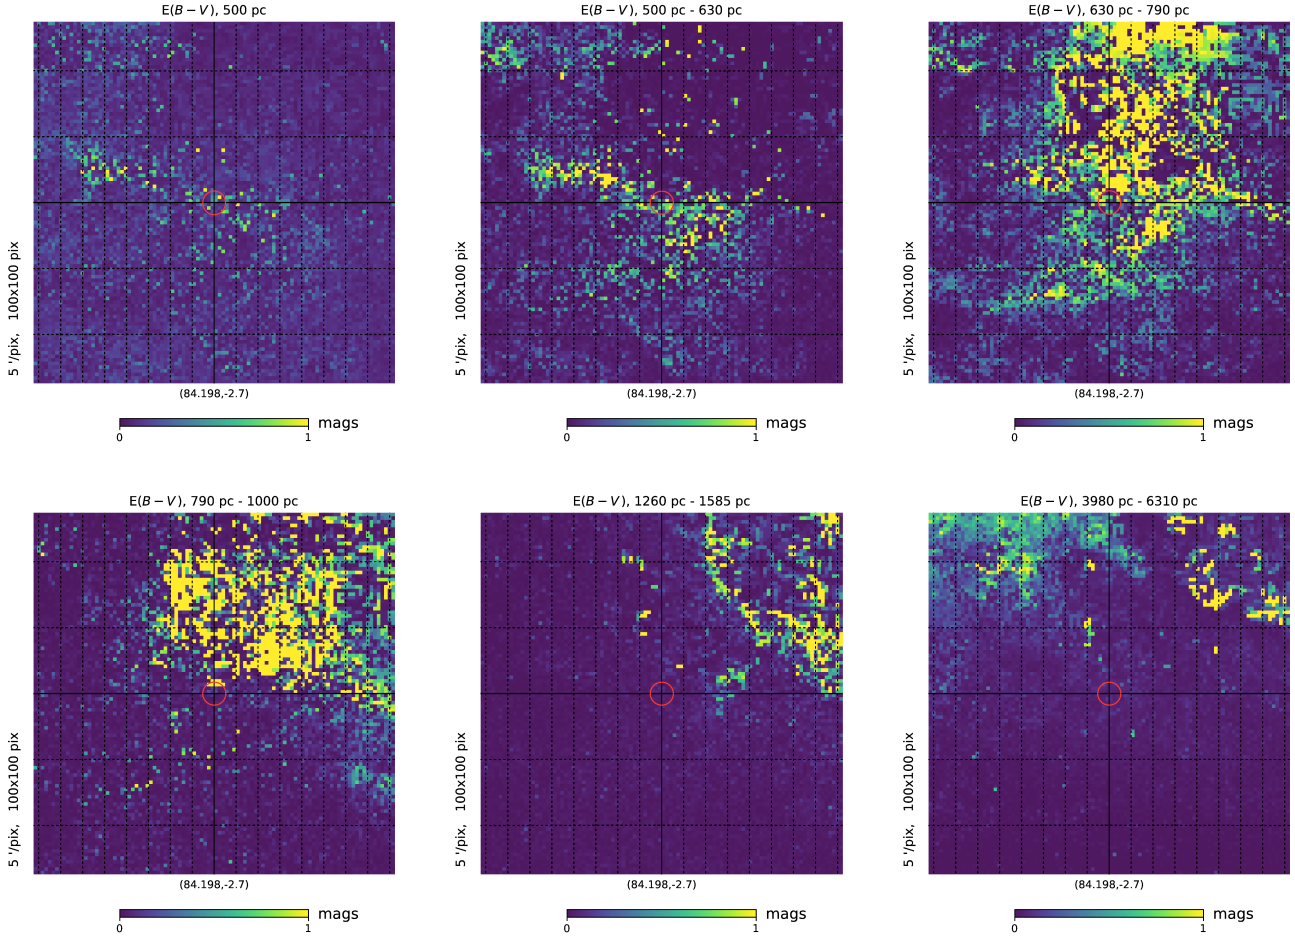 E(B − V), 500 pc
5 '/pix, 100x100 pix
(84.198,-2.7)
0 1 mags
E(B − V), 500 pc - 630 pc
(84.198,-2.7)
0 1 mags
E(B − V), 630 pc - 790 pc
5 '/pix, 100x100 pix
5 '/pix, 100x100 pix
(84.198,-2.7)
0 1 mags
E(B − V), 790 pc - 1000 pc
5 '/pix, 100x100 pix
(84.198,-2.7)
0 1 mags
E(B − V), 1260 pc - 1585 pc
5 '/pix, 100x100 pix
(84.198,-2.7)
0 1 mags
E(B − V), 3980 pc - 6310 pc
5 '/pix, 100x100 pix
(84.198,-2.7)
0 1 mags